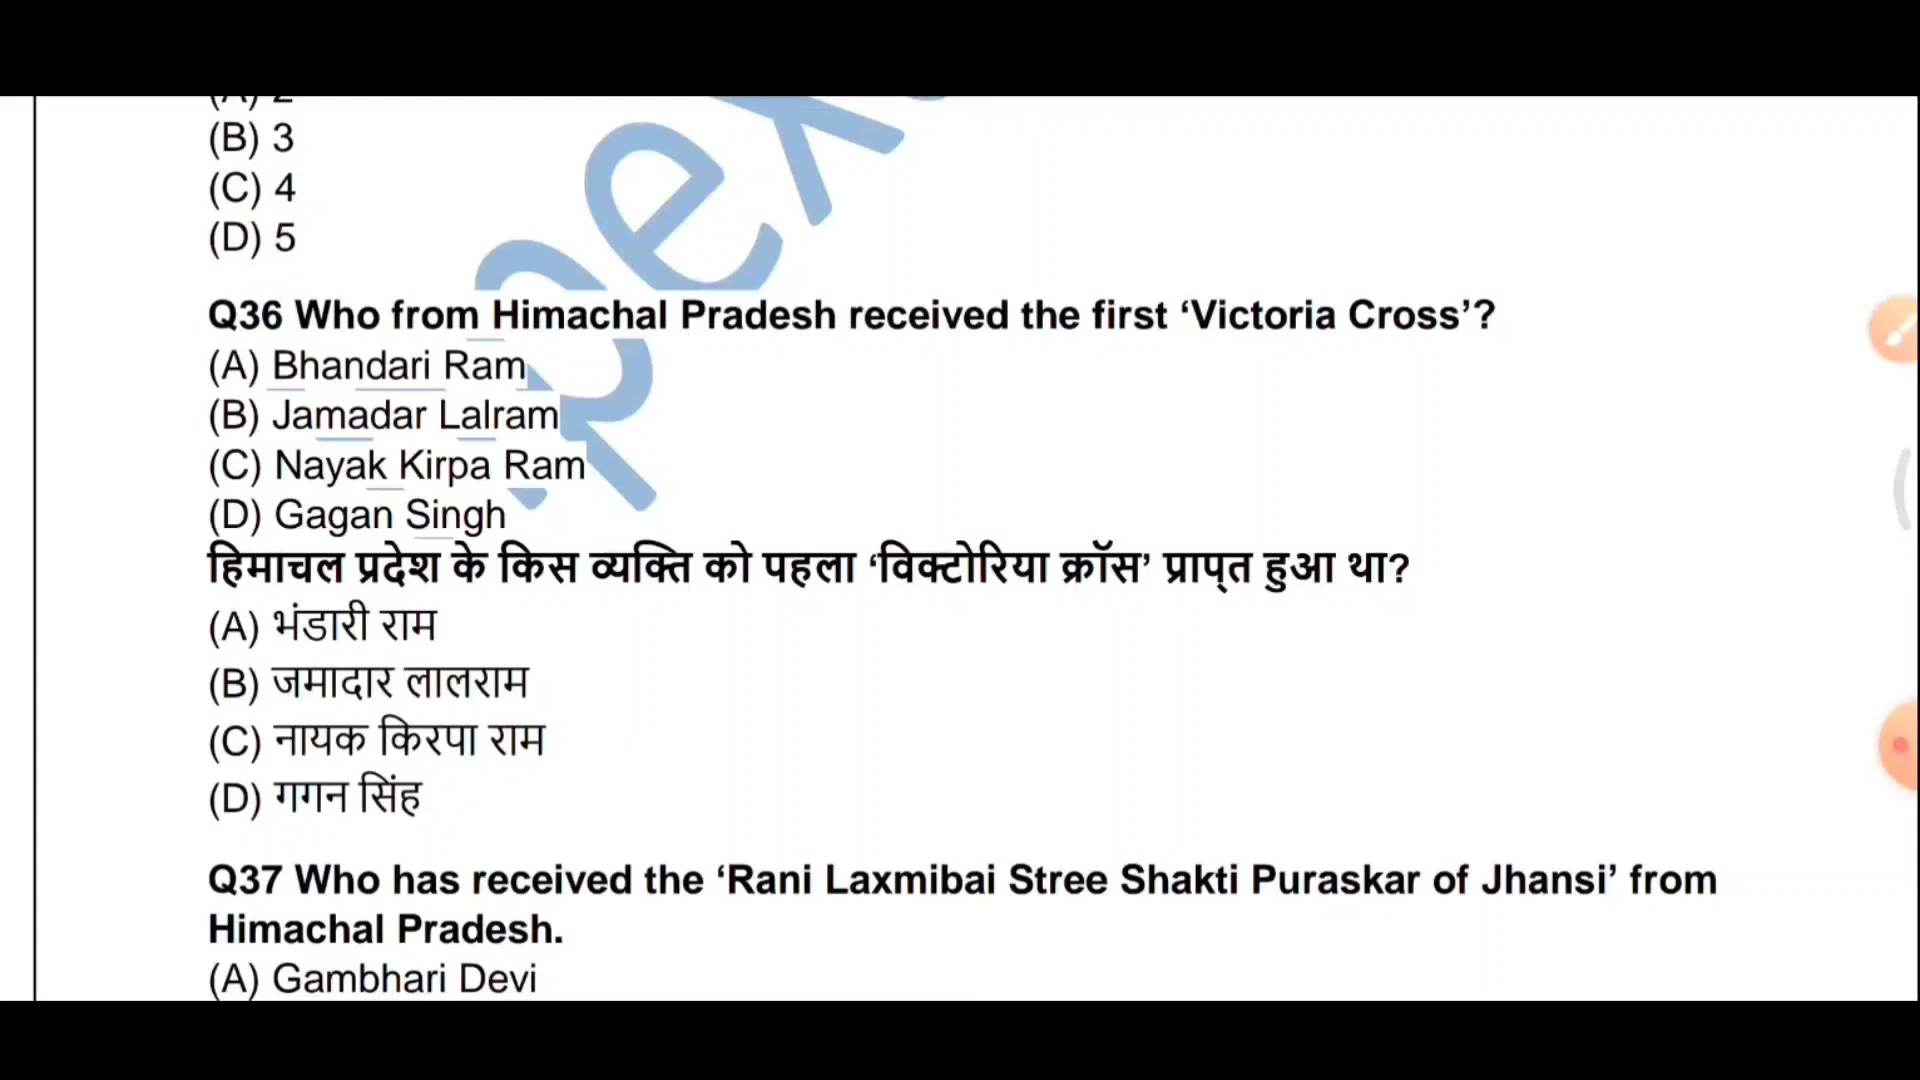 (A) 2
(B) 3
(C) 4
(D) 5
Q36 Who from Himachal Pradesh received the first ‘Victoria Cross’?
(A) Bhandari Ram
(B) Jamadar Lalram
(C) Nayak Kirpa Ram
(D) Gagan Singh
हिमाचल प्रदेश के किस व्यक्ति को पहला ‘विक्टोरिया क्रॉस’ प्राप्त हुआ था?
(A) भंडारी राम
(B) जमादार लालराम
(C) नायक किरपा राम
(D) गगन सिंह
Q37 Who has received the ‘Rani Laxmibai Stree Shakti Puraskar of Jhansi’ from
Himachal Pradesh.
(A) Gambhari Devi